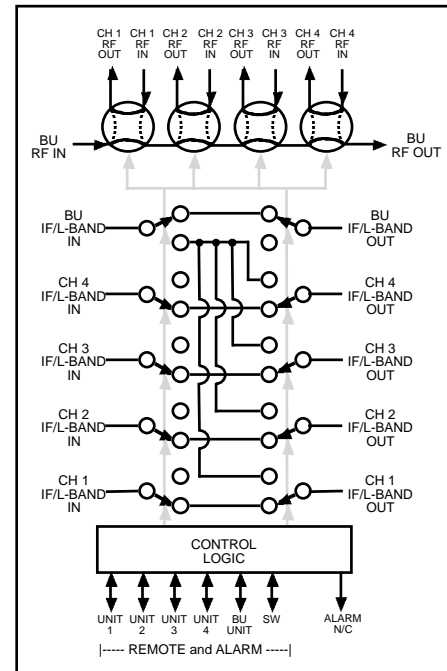 CH 1 RF OUT
CH 1 RF IN
CH 2 RF OUT
CH 2 RF IN
CH 3 RF OUT
CH 3 RF IN
CH 4 RF OUT
CH 4 RF IN
BU
RF IN
BU
RF OUT
BU
IF/L-BAND
IN
BU
IF/L-BAND
OUT
CH 4
IF/L-BAND
IN
CH 4
IF/L-BAND
OUT
CH 3
IF/L-BAND
IN
CH 3
IF/L-BAND
OUT
CH 2
IF/L-BAND
IN
CH 2
IF/L-BAND
OUT
CH 1
IF/L-BAND
IN
CH 1
IF/L-BAND
OUT
CONTROL
LOGIC
UNIT
1
UNIT
2
UNIT
3
UNIT
4
BU
UNIT
SW
ALARM
N/C
|----- REMOTE and ALARM -----|